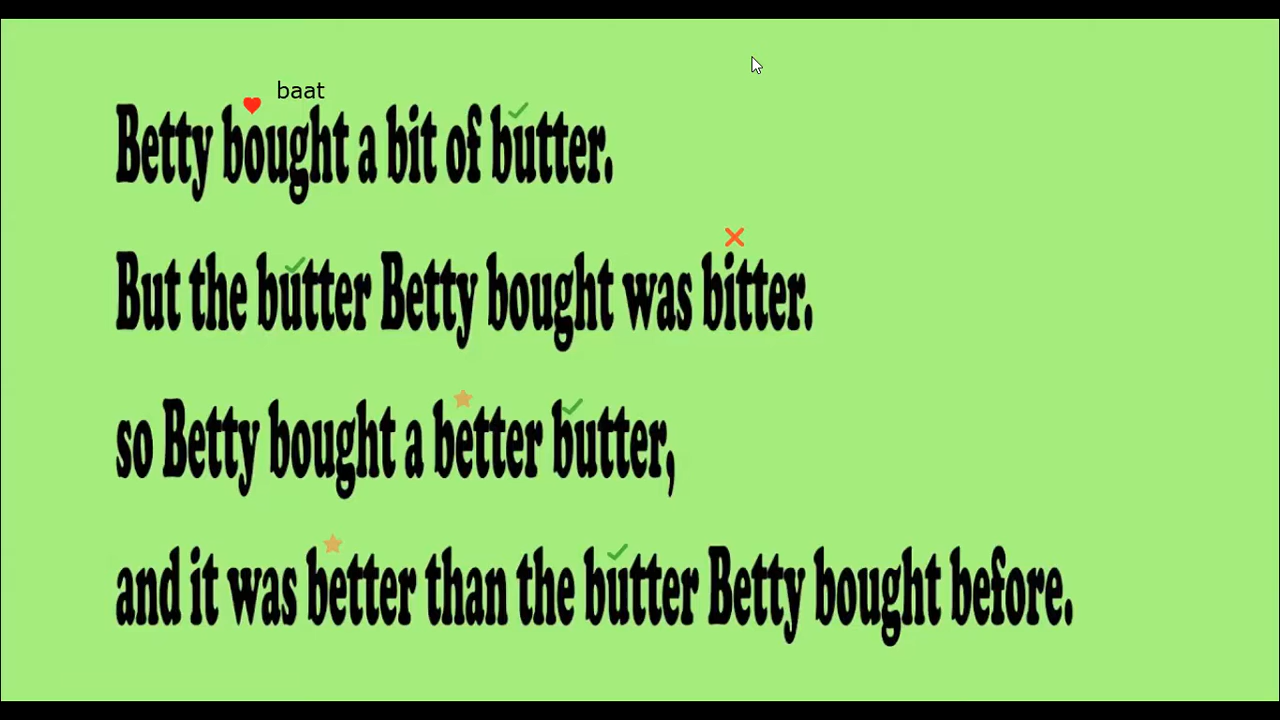 baat
Betty bought a bit of butter.
But the butter Betty bought was bitter.
so Betty bought a better butter,
and it was better than the butter Betty bought before.